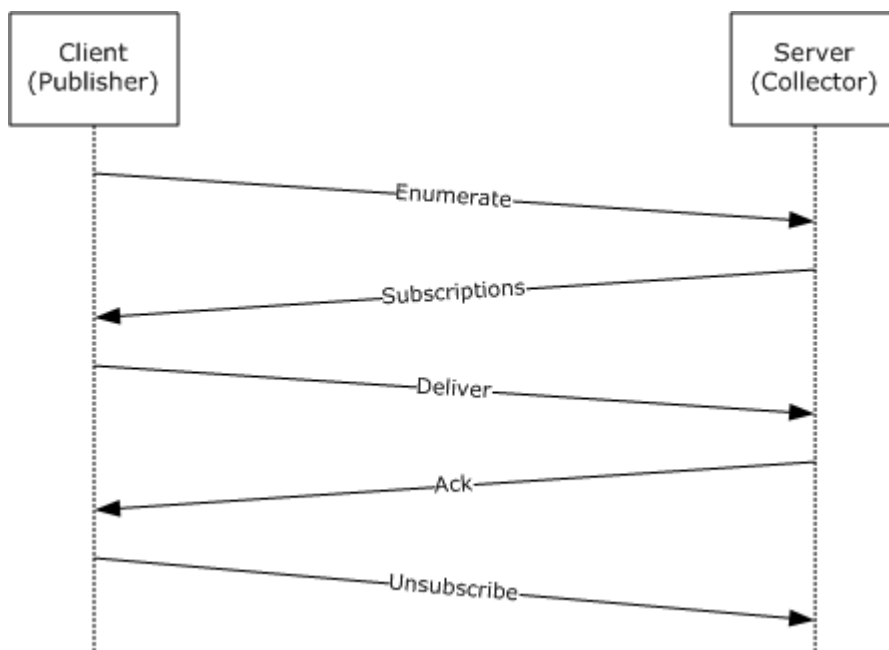 Client
(Publisher)
Server
(Collector)
Enumerate
Subscriptions
Deliver
Ack
Unsubscribe